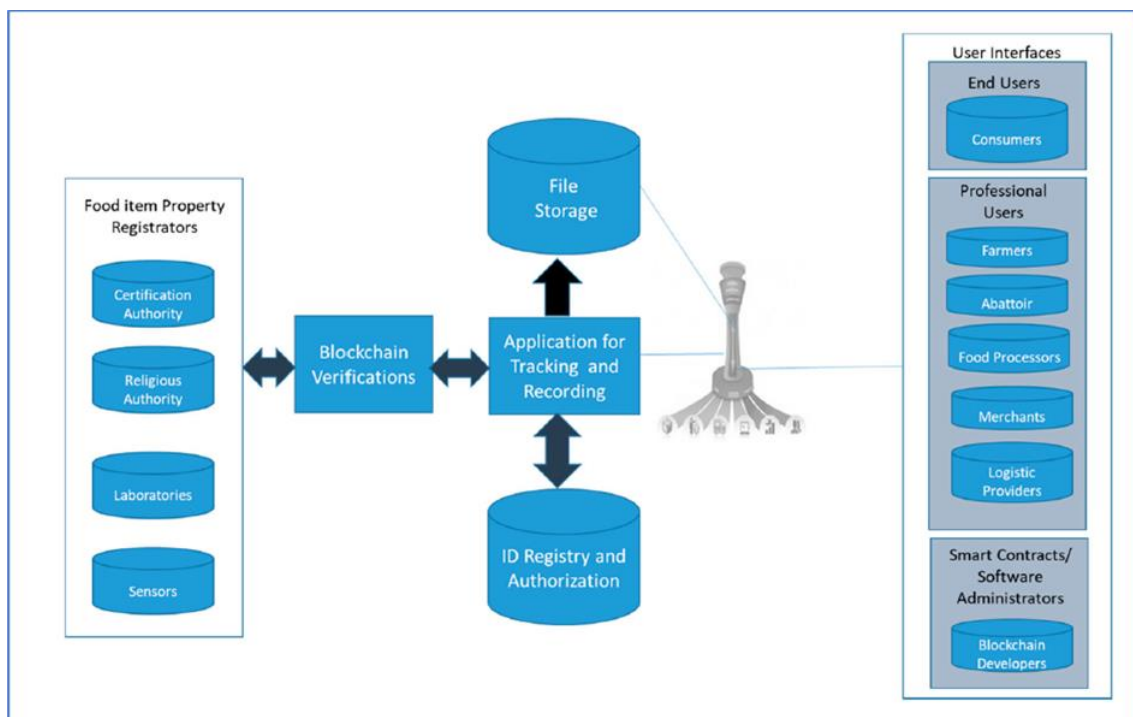 Food item Property
Registrators
Certification
Authority
Religious
Authority
Laboratories
Sensors
Blockchain
Verifications
File
Storage
Application for
Tracking and
Recording
ID Registry and
Authorization
User Interfaces
End Users
Consumers
Professional
Users
Farmers
Abattoir
Food Processors
Merchants
Logistic
Providers
Smart Contracts/
Software
Administrators
Blockchain
Developers